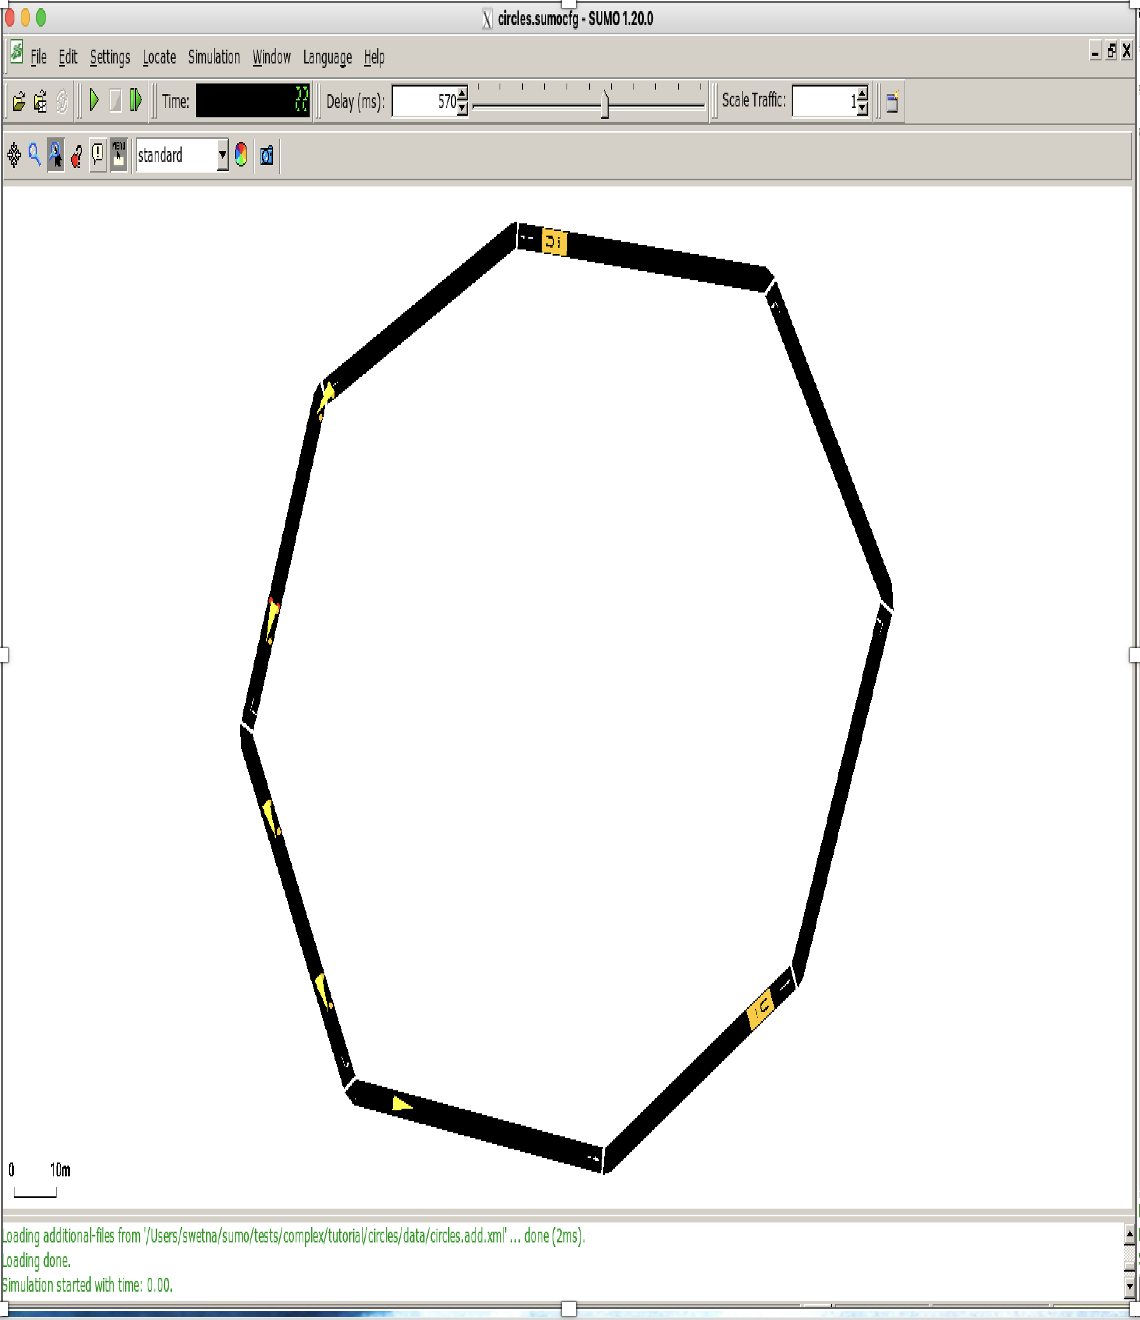 circles.sumocfg - SUMO 1.20.0
File Edit Settings Locate Simulation Window Language Help
Time: Delay (ms): 570 Scale Traffic: 1
MENU standard
0 10m
Loading additional-files from '/Users/swetna/sumo/tests/complex/tutorial/circles/data/circles.add.xml' ... done (2ms).
Loading done.
Simulation started with time: 0.00.